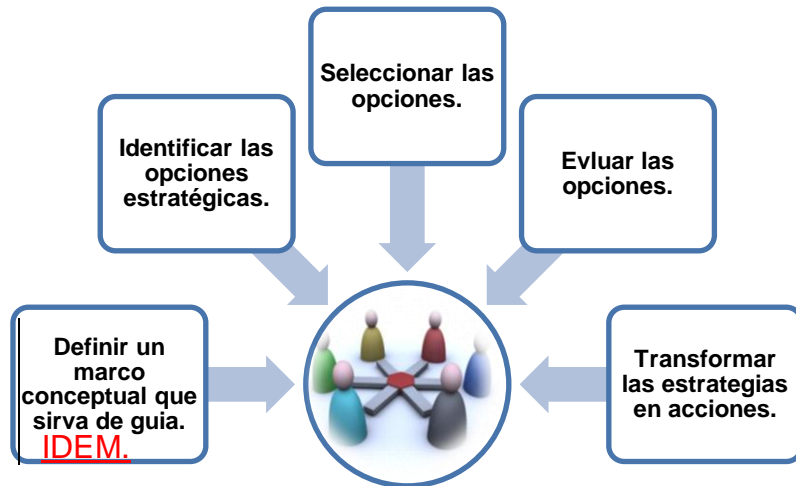 Seleccionar las
opciones.
Identificar las
opciones
estratégicas.
Evluar las
opciones.
Definir un
marco
conceptual que
sirva de guia.
IDEM.
Transformar
las estrategias
en acciones.